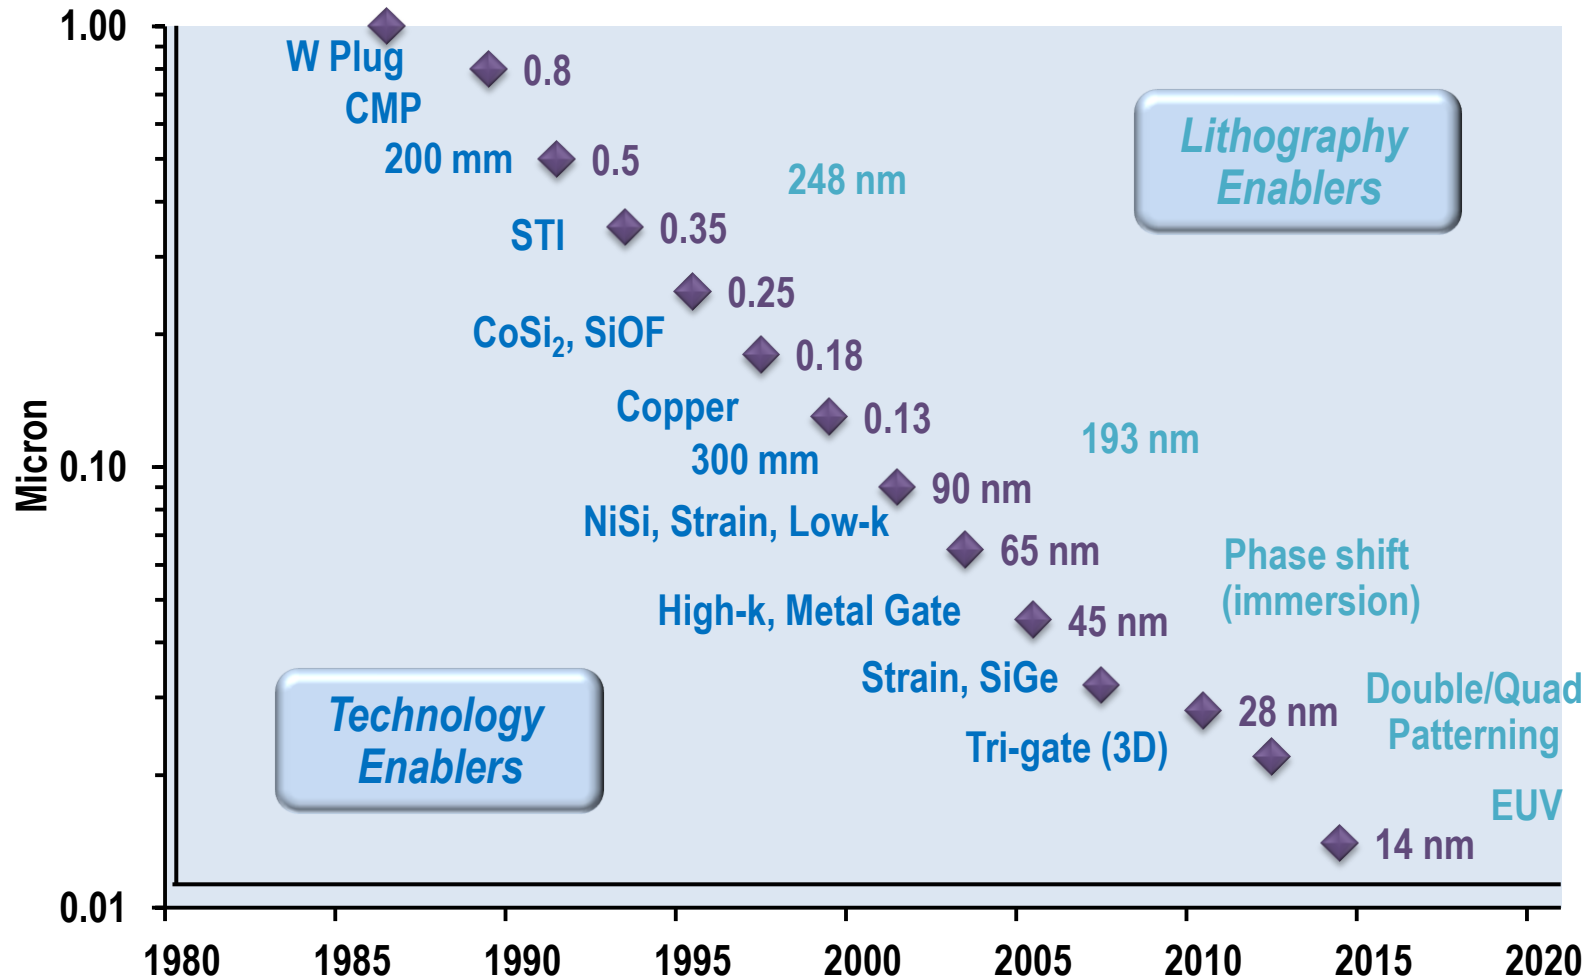 1.00
W Plug
0.8
CMP
Lithography
Enablers
200 mm
0.5
248 nm
STI
0.35
0.25
CoSi₂, SiOF
0.18
Copper
0.13
193 nm
Micron
0.10
300 mm
90 nm
NiSi, Strain, Low-k
65 nm
Phase shift
(immersion)
High-k, Metal Gate
45 nm
Strain, SiGe
Double/Quad
Patterning
28 nm
Technology
Enablers
Tri-gate (3D)
EUV
14 nm
0.01
1980 1985 1990 1995 2000 2005 2010 2015 2020